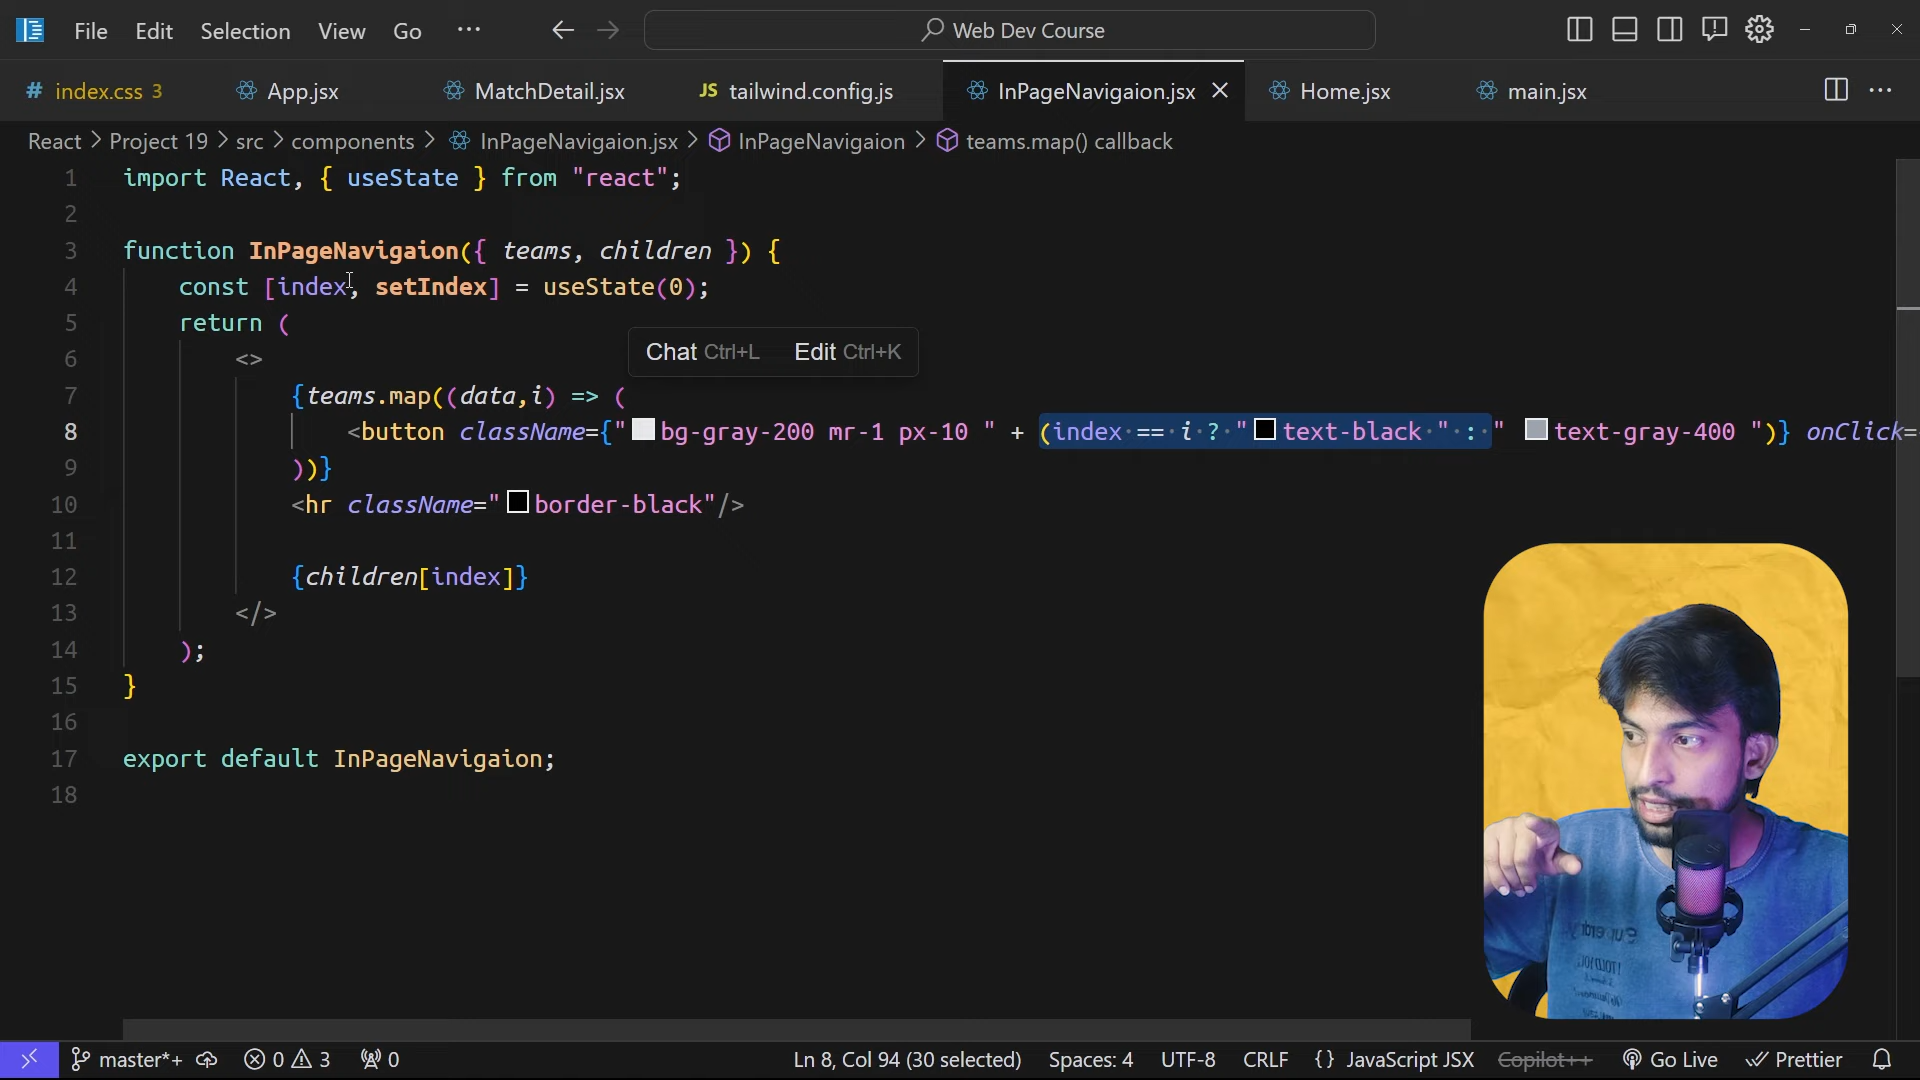 File Edit Selection View Go ··· Web Dev Course
# index.css 3 App.jsx MatchDetail.jsx JS tailwind.config.js InPageNavigaion.jsx Home.jsx main.jsx
React > Project 19 > src > components > InPageNavigaion.jsx > InPageNavigaion > teams.map() callback
1 import React, { useState } from "react";
2
3 function InPageNavigaion({ teams, children }) {
4 const [index, setIndex] = useState(0);
5 return (
6 <>
Chat Ctrl+L Edit Ctrl+K
7 {teams.map((data,i) => (
8 <button className={"bg-gray-200 mr-1 px-10 " + (index == i ? "text-black " : " text-gray-400 ")} onClick=
9 ))}
10 <hr className="border-black"/>
11
12 {children[index]}
13 </>
14 );
15 }
16
17 export default InPageNavigaion;
18
master*+ 0 3 0 Ln 8, Col 94 (30 selected) Spaces: 4 UTF-8 CRLF {} JavaScript JSX Copilot++ Go Live Prettier